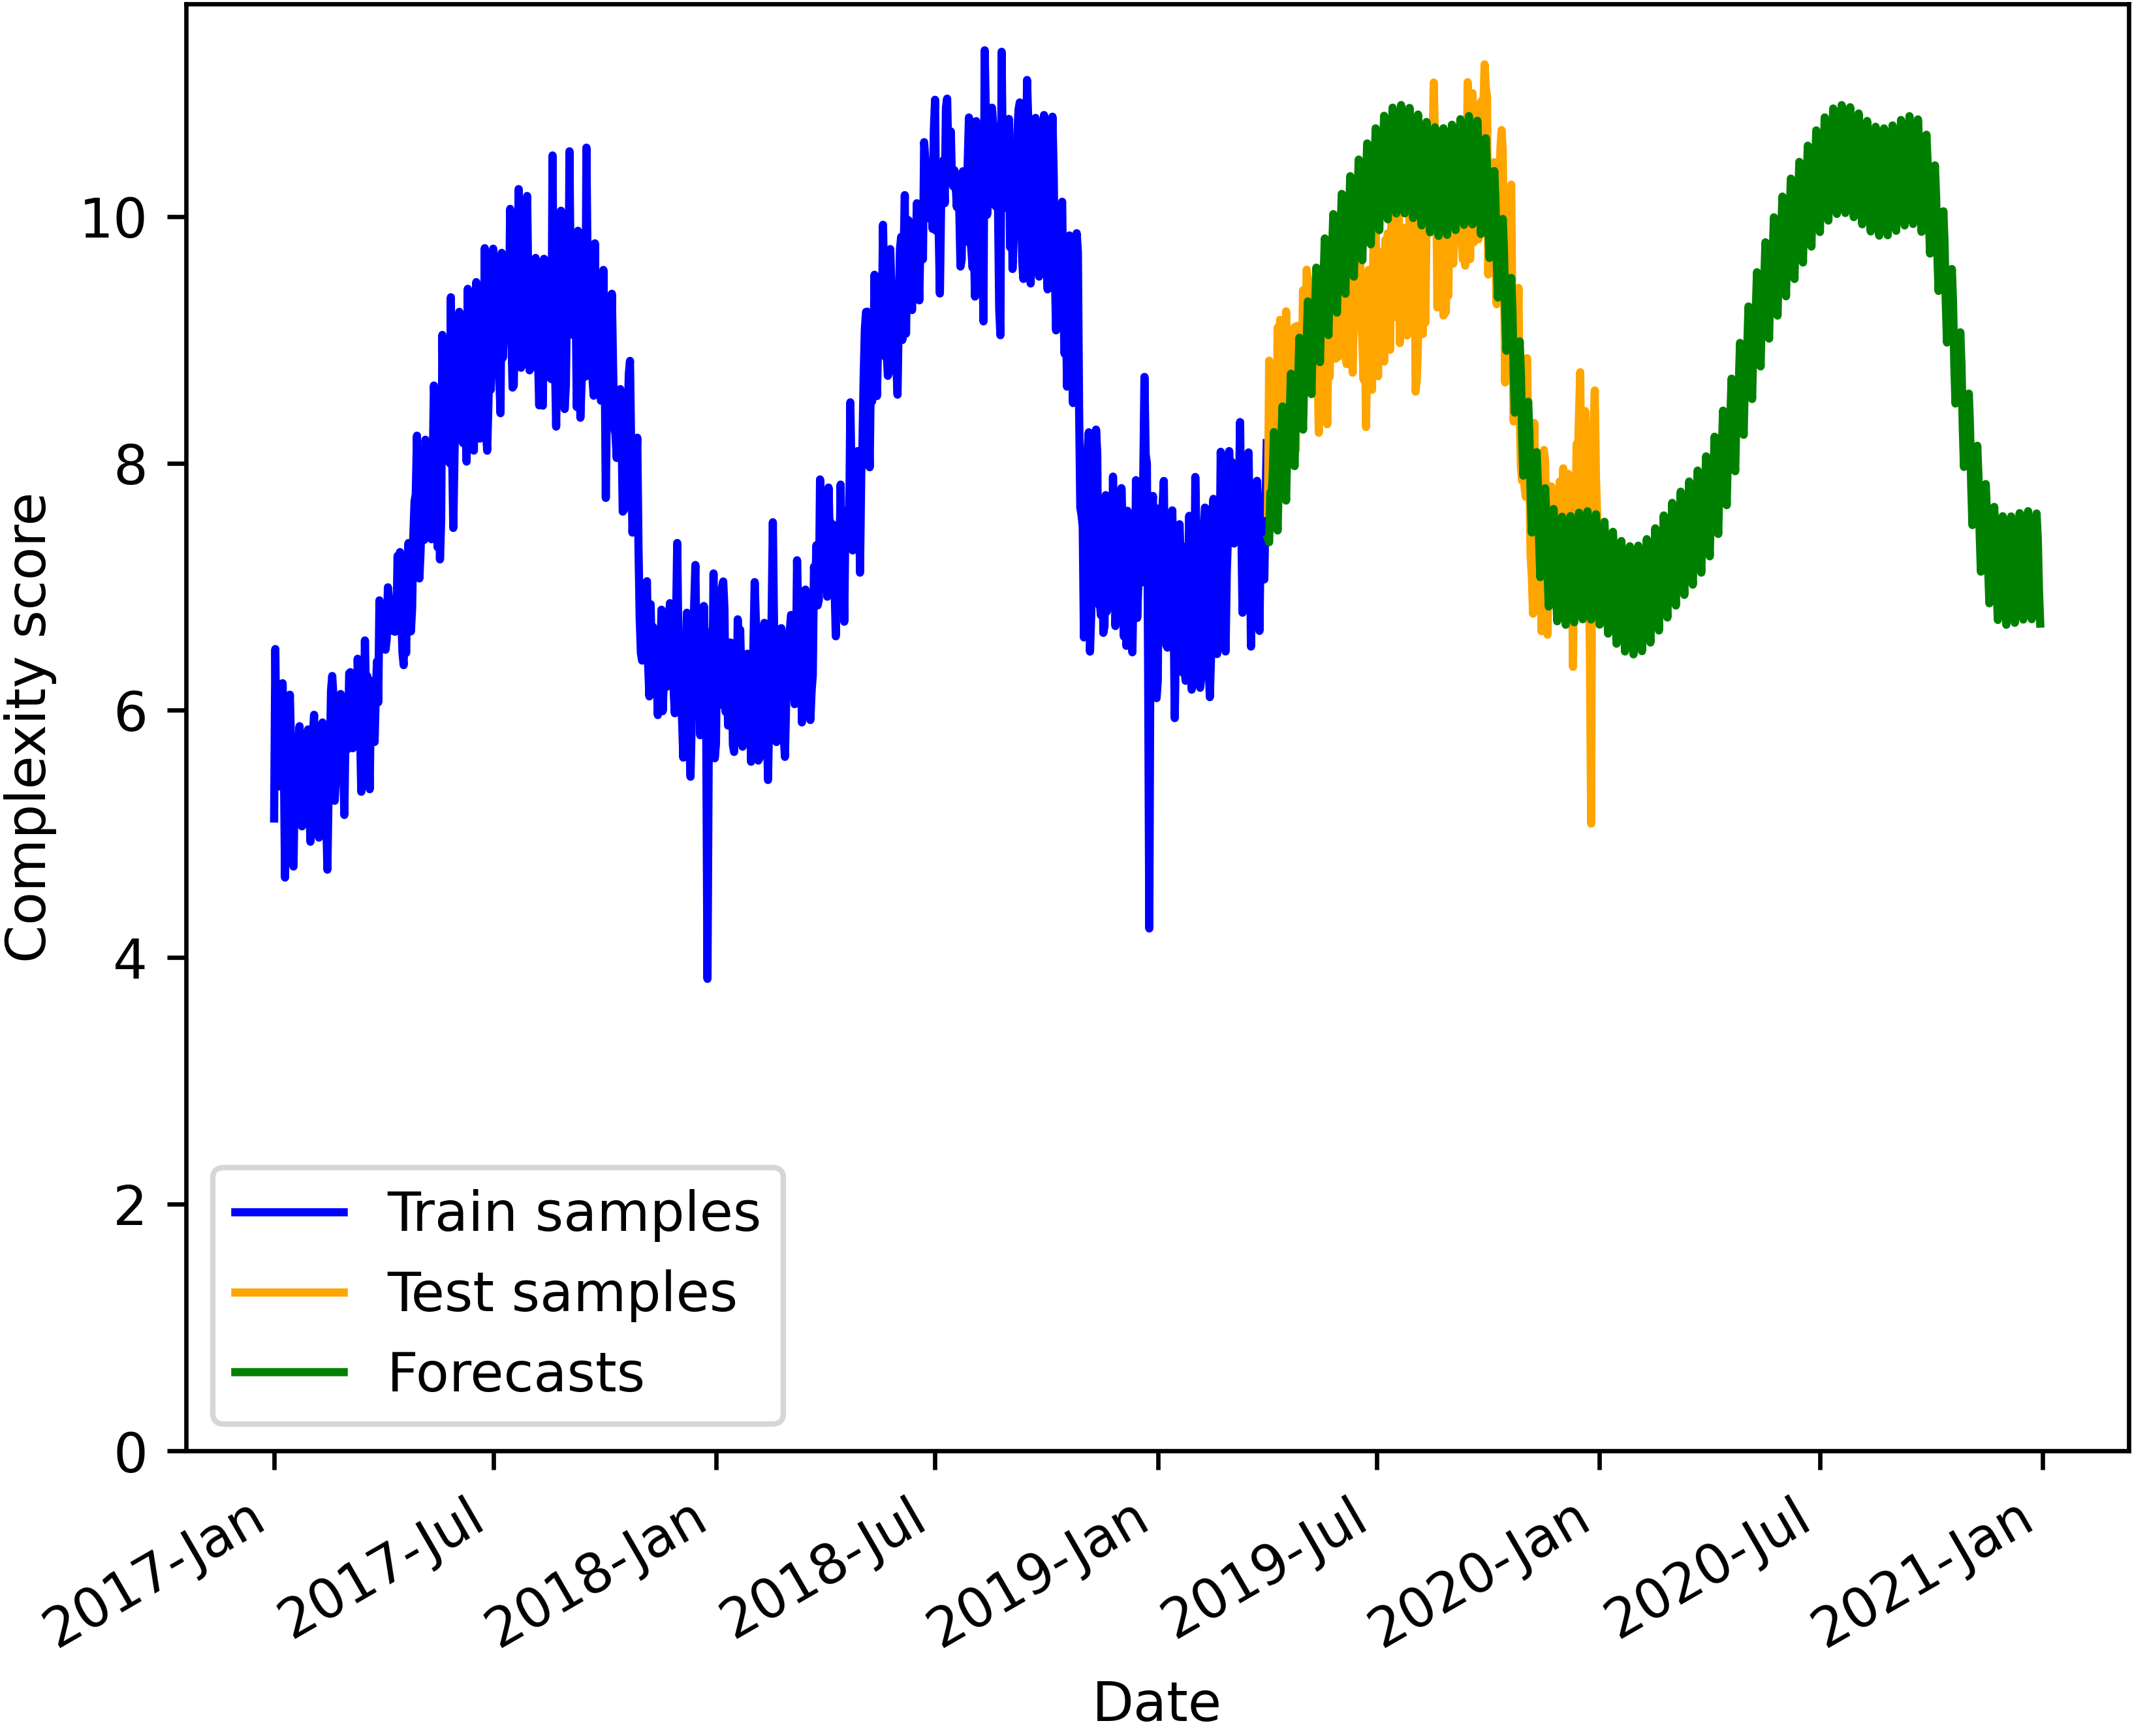 Complexity score
10
8
6
4
2
0
Train samples
Test samples
Forecasts
2017-Jan
2017-Jul
2018-Jan
2018-Jul
2019-Jan
2019-Jul
2020-Jan
2020-Jul
2021-Jan
Date